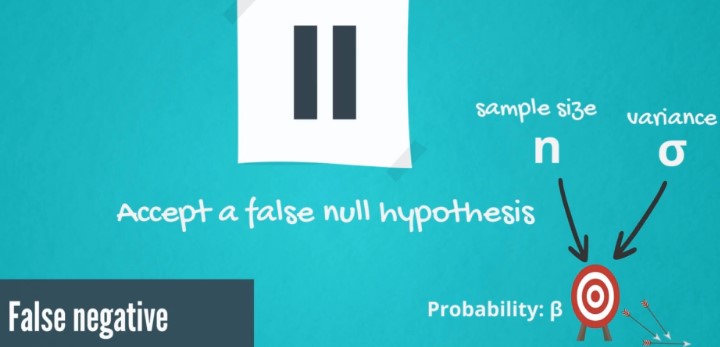 II
sample size
variance
n
σ
Accept a false null hypothesis
Probability: β
False negative